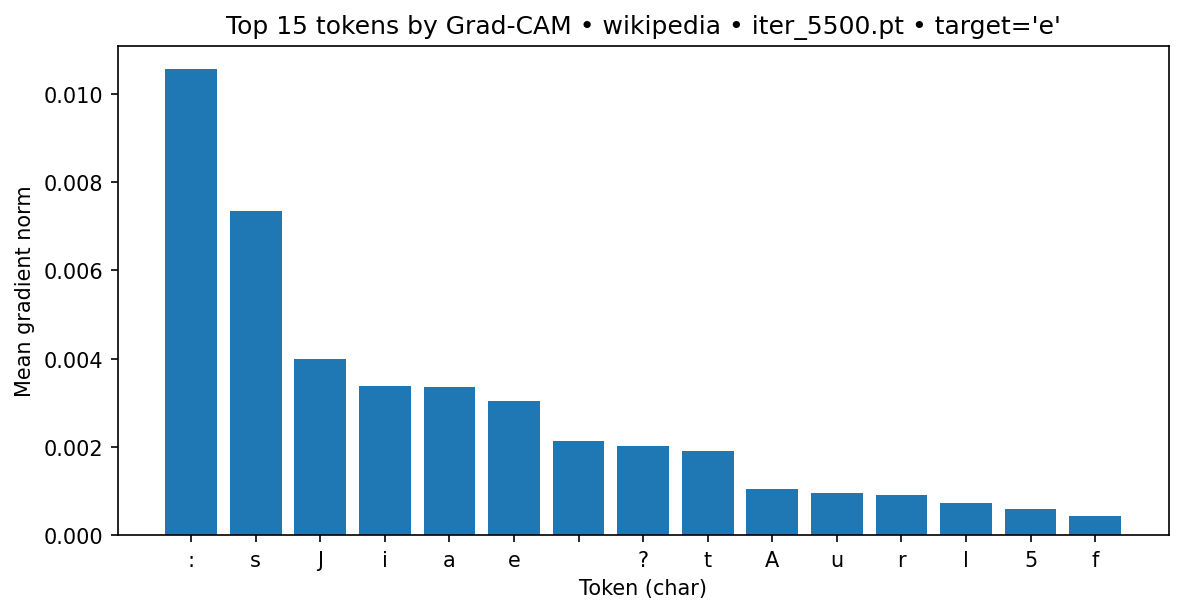 Top 15 tokens by Grad-CAM • wikipedia • iter_5500.pt • target='e'
Mean gradient norm
0.010
0.008
0.006
0.004
0.002
0.000
: s J i a e ? t A u r l 5 f
Token (char)